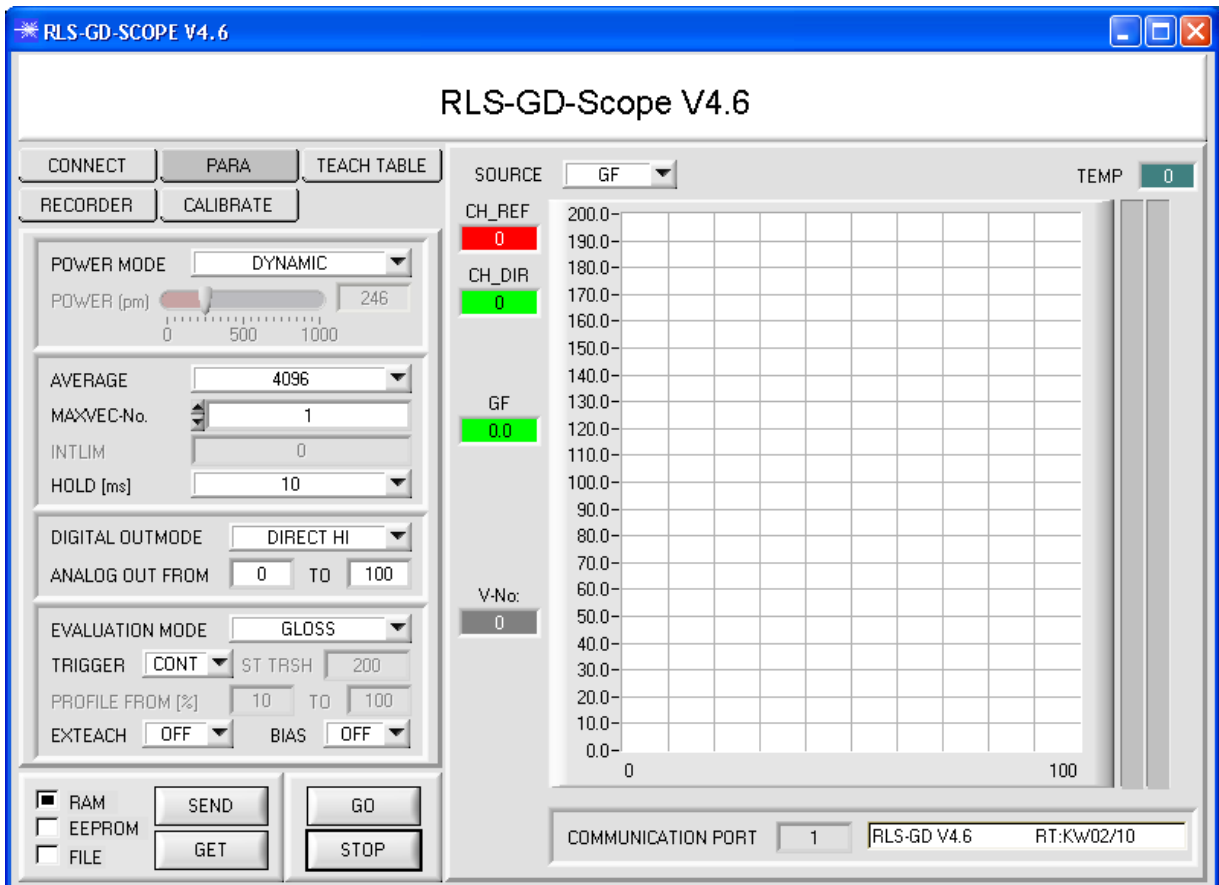 RLS-GD-SCOPE V4.6
RLS-GD-Scope V4.6
CONNECT PARA TEACH TABLE
RECORDER CALIBRATE
POWER MODE DYNAMIC
POWER (pm) 246
0 500 1000
AVERAGE 4096
MAXVEC-No. 1
INTLIM 0
HOLD [ms] 10
DIGITAL OUTMODE DIRECT HI
ANALOG OUT FROM 0 TO 100
EVALUATION MODE GLOSS
TRIGGER CONT ST TRSH 200
PROFILE FROM [%] 10 TO 100
EXTEACH OFF BIAS OFF
RAM
EEPROM
FILE
SEND
GET
GO
STOP
SOURCE GF TEMP 0
CH_REF
0
CH_DIR
0
GF
0.0
V-No:
0
200.0
190.0
180.0
170.0
160.0
150.0
140.0
130.0
120.0
110.0
100.0
90.0
80.0
70.0
60.0
50.0
40.0
30.0
20.0
10.0
0.0
0 100
COMMUNICATION PORT 1 RLS-GD V4.6 RT:KW02/10